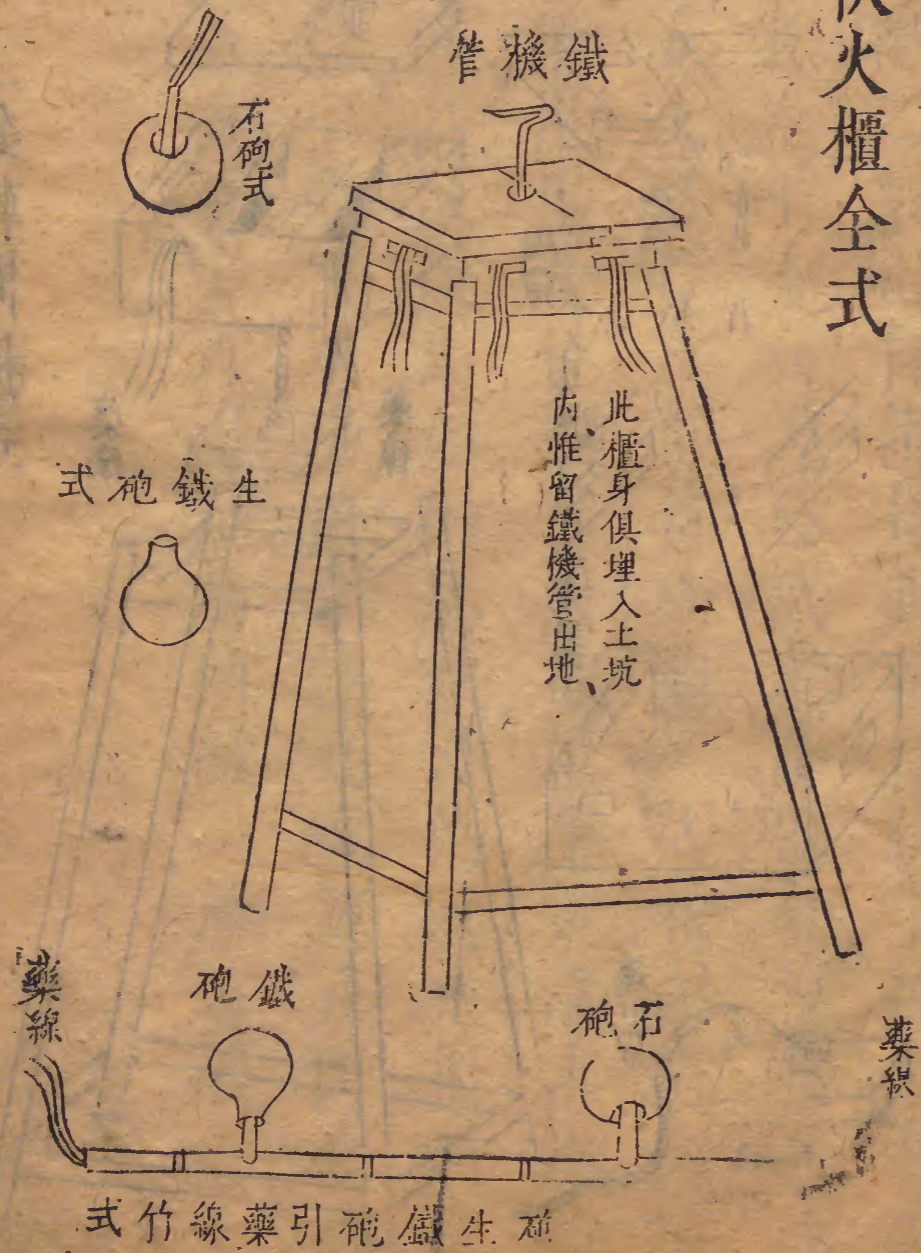 伏火櫃全式
鐵機管
石砲式
此櫃身俱埋入土坑
內、惟留鐵機管出地、
生鐵砲式
藥線
石砲
鐵砲
藥線
生鐵砲引藥線竹式